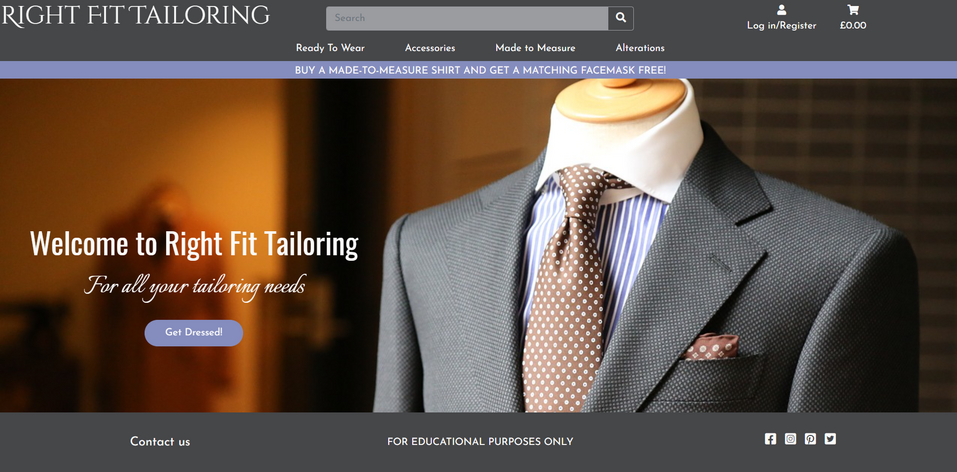 RIGHT FIT TAILORING
Search
Log in/Register
£0.00
Ready To Wear
Accessories
Made to Measure
Alterations
BUY A MADE-TO-MEASURE SHIRT AND GET A MATCHING FACEMASK FREE!
Welcome to Right Fit Tailoring
For all your tailoring needs
Get Dressed!
Contact us
FOR EDUCATIONAL PURPOSES ONLY